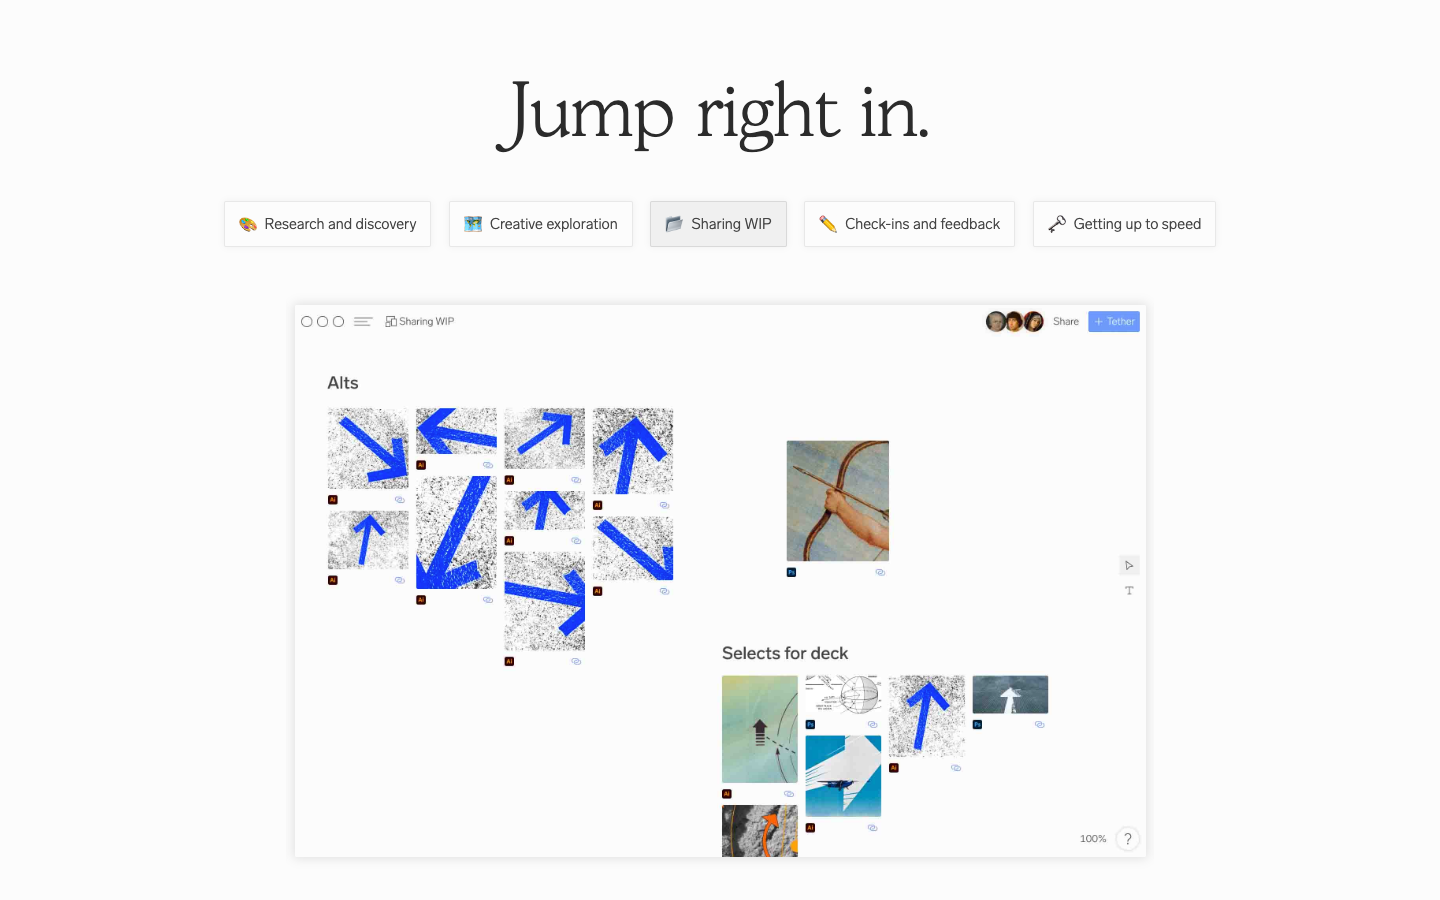 Jump right in.
Research and discovery
Creative exploration
Sharing WIP
Check-ins and feedback
Getting up to speed
Sharing WIP
Share
+ Tether
Alts
Ai
Ai
Ai
Ai
Ai
Ai
Ai
Ai
Ai
Ps
T
Selects for deck
Ps
Ps
Ai
Ai
Ai
100%
?